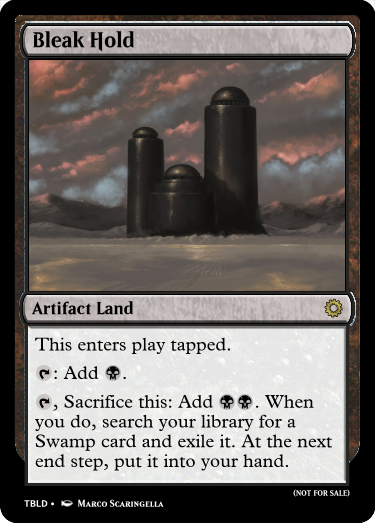 Bleak Hold
Artifact Land
This enters play tapped.
: Add .
, Sacrifice this: Add . When
you do, search your library for a
Swamp card and exile it. At the next
end step, put it into your hand.
(NOT FOR SALE)
TBLD • Marco Scaringella